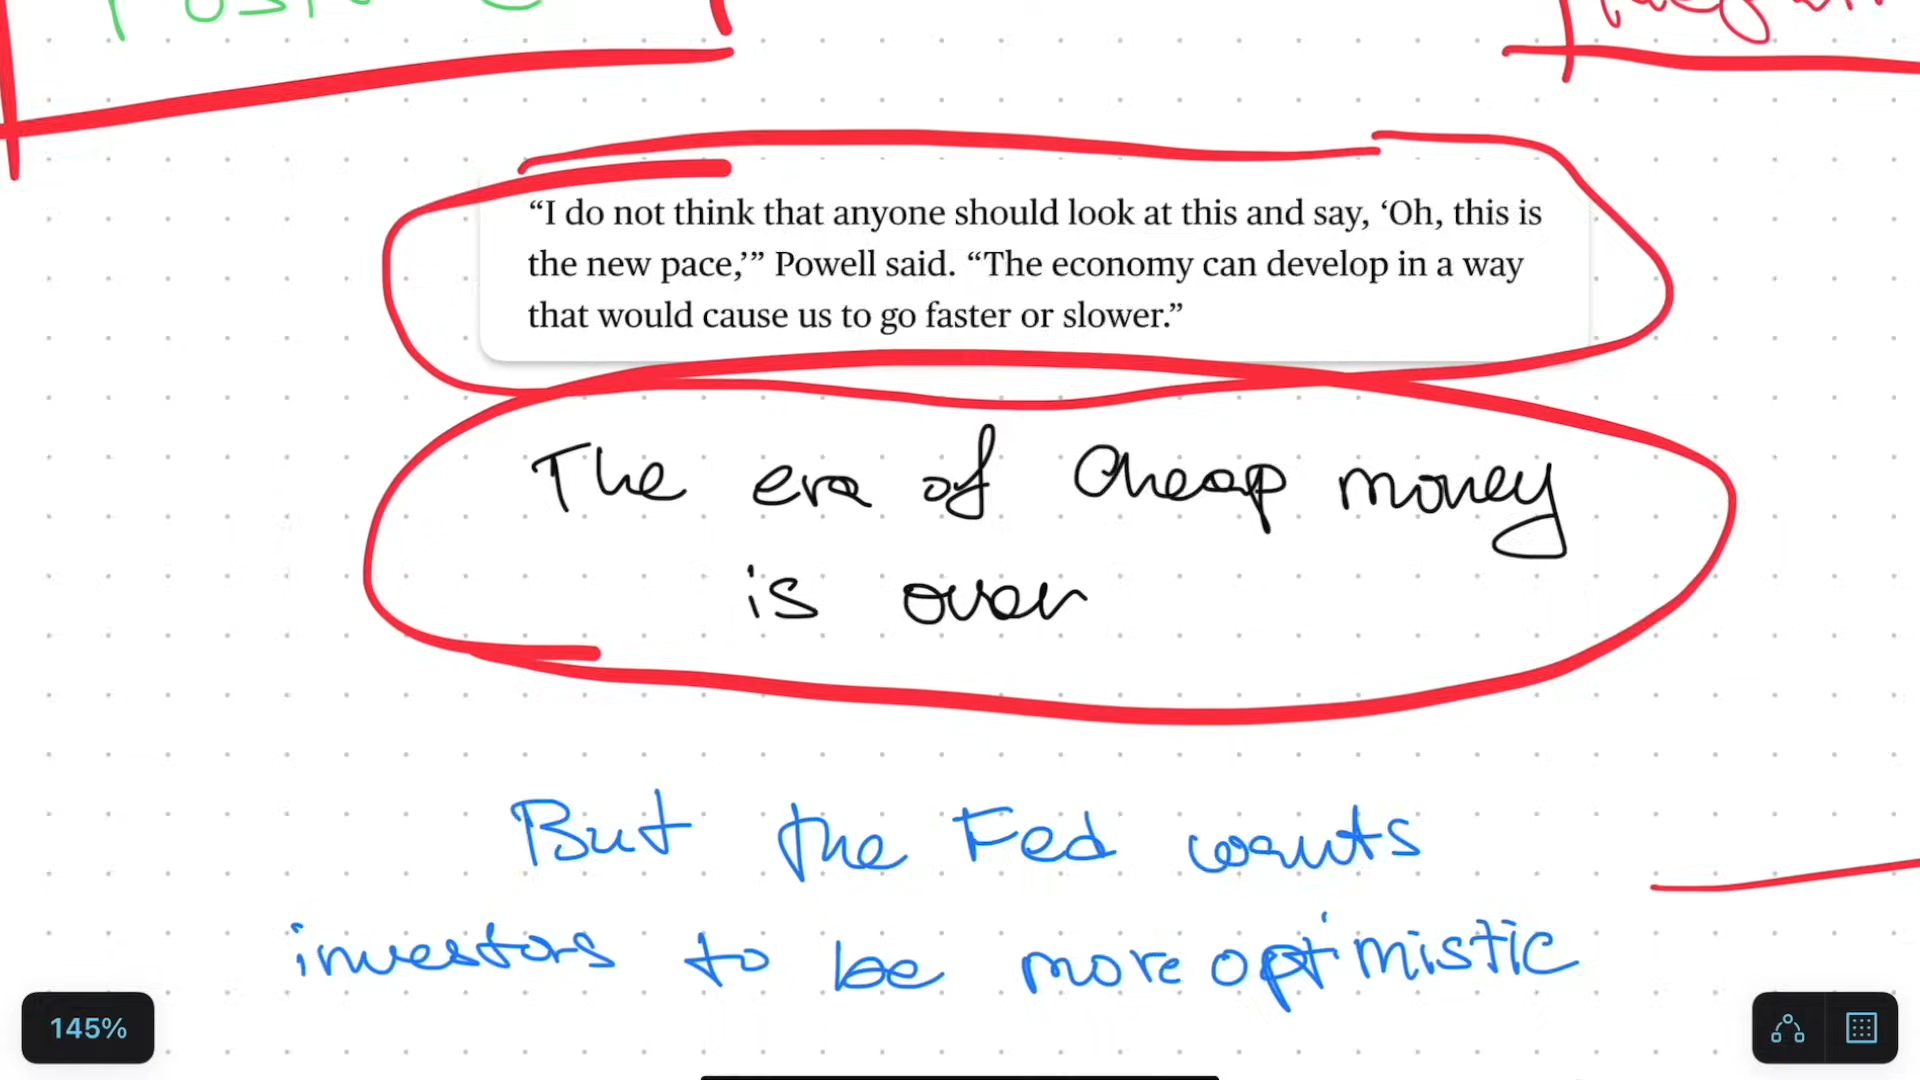 “I do not think that anyone should look at this and say, ‘Oh, this is
the new pace,’” Powell said. “The economy can develop in a way
that would cause us to go faster or slower.”
The era of Cheap money
is over
But the Fed wants
investors to be more optimistic
145%